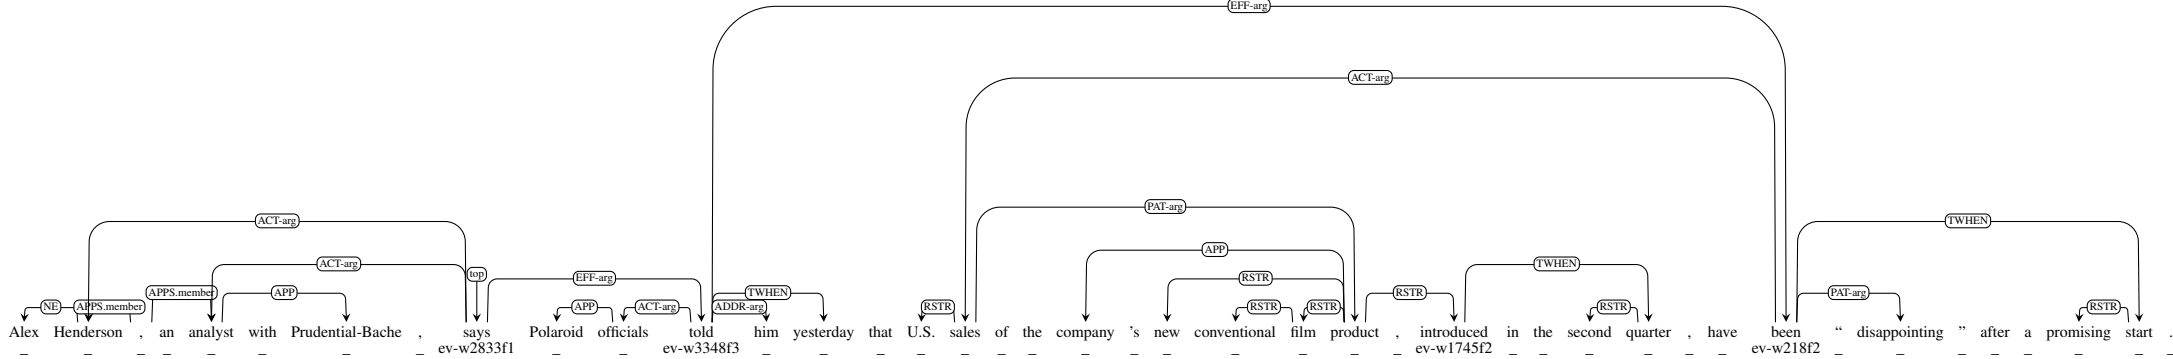 EFF-arg
ACT-arg
PAT-arg
ACT-arg TWHEN
APP
ACT-arg TWHEN
top EFF-arg RSTR
APPS.member APP TWHEN PAT-arg
NE APPS.member APP ACT-arg ADDR-arg RSTR RSTR RSTR RSTR RSTR RSTR
Alex Henderson , an analyst with Prudential-Bache , says Polaroid officials told him yesterday that U.S. sales of the company 's new conventional film product , introduced in the second quarter , have been “ disappointing ” after a promising start .
_ _ _ _ _ _ _ _ ev-w2833f1 _ _ ev-w3348f3 _ _ _ _ _ _ _ _ _ _ _ _ _ _ ev-w1745f2 _ _ _ _ _ _ ev-w218f2 _ _ _ _ _ _ _ _